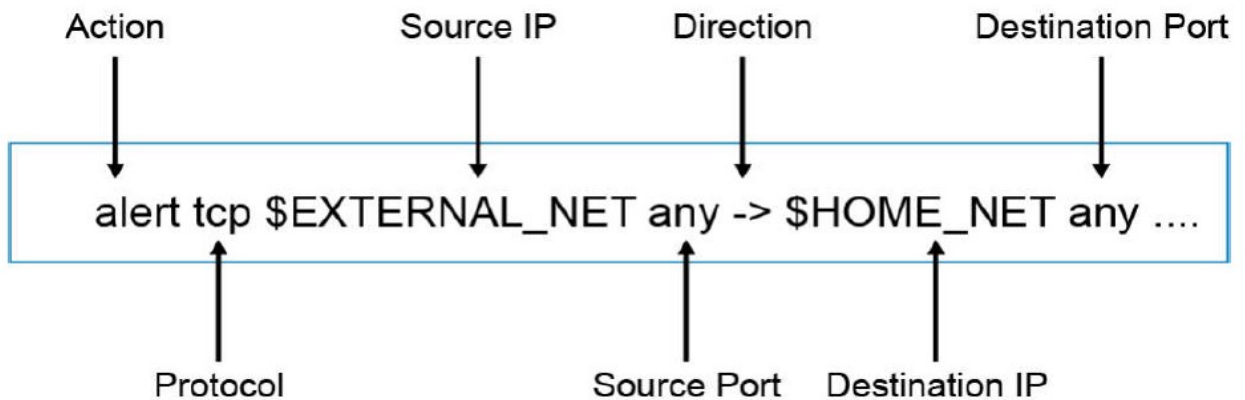 Action Source IP Direction Destination Port
alert tcp $EXTERNAL_NET any -> $HOME_NET any ....
Protocol Source Port Destination IP